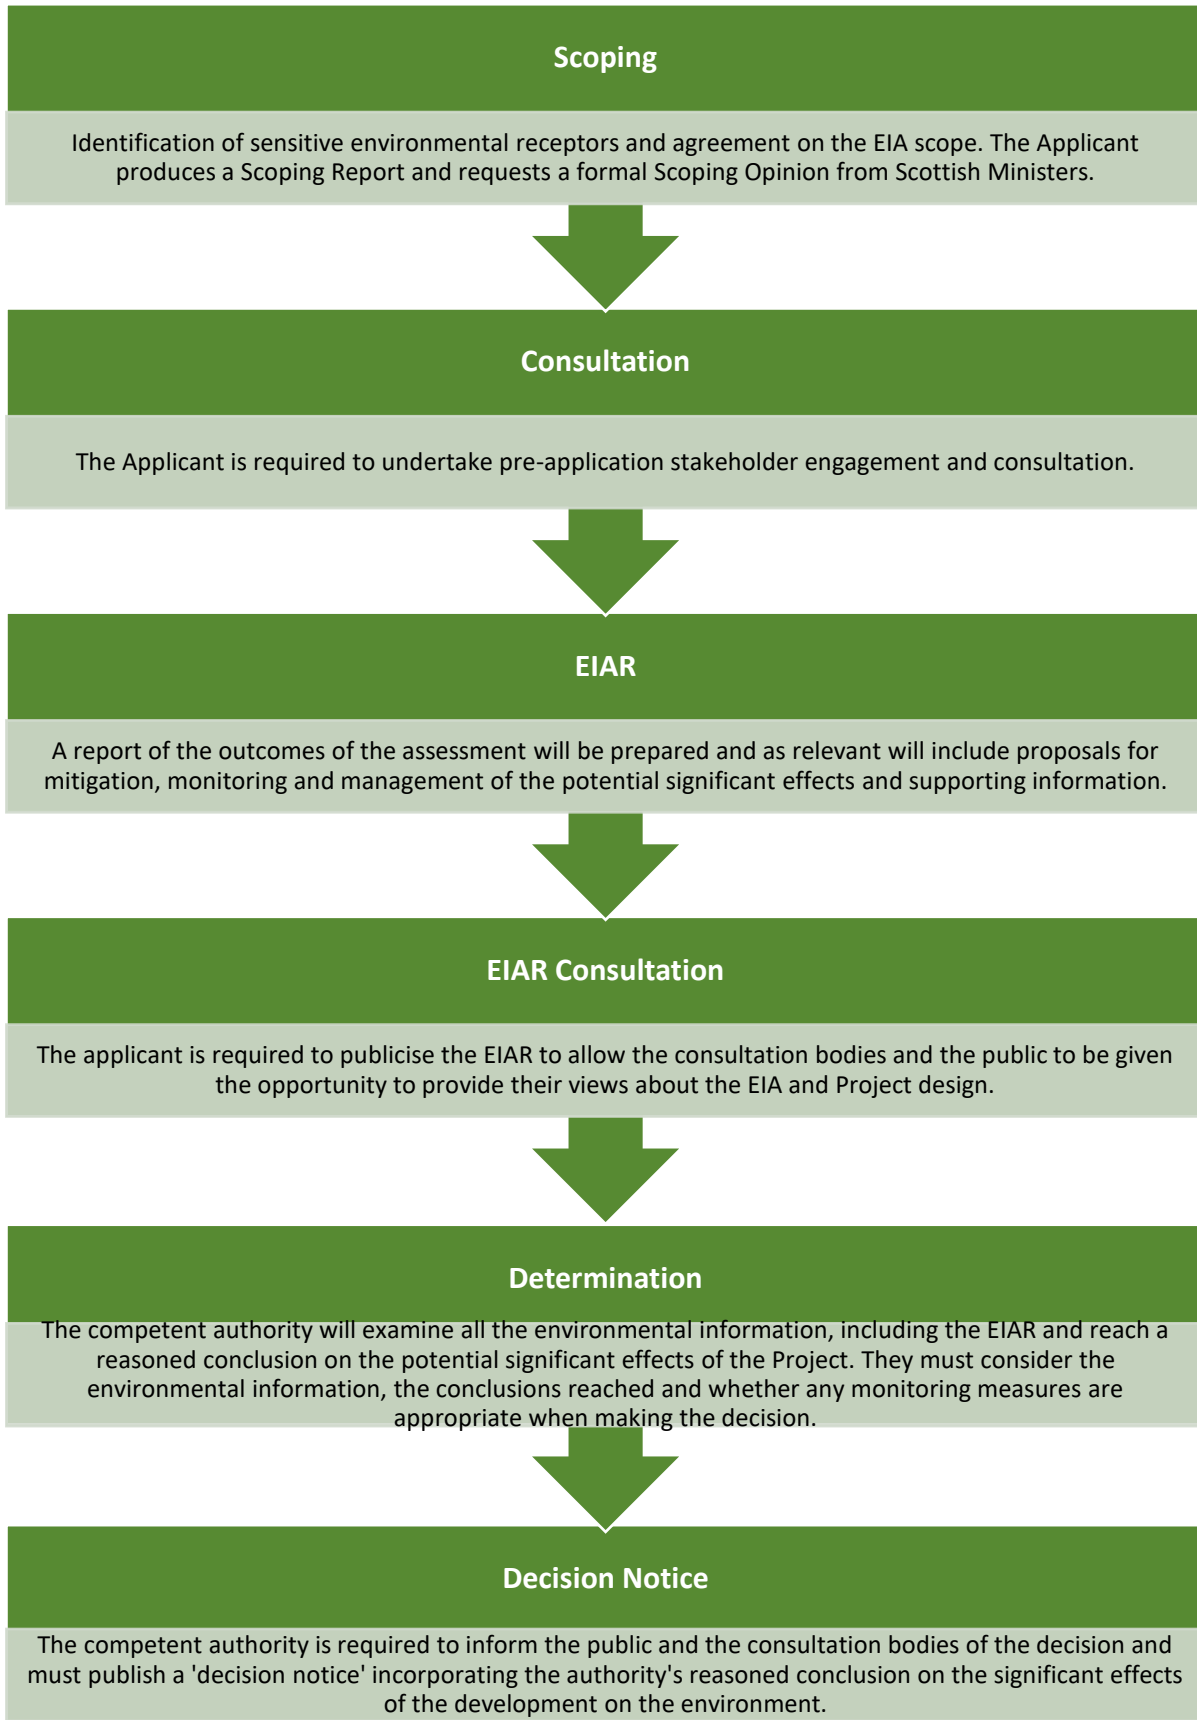 Scoping
Identification of sensitive environmental receptors and agreement on the EIA scope. The Applicant
produces a Scoping Report and requests a formal Scoping Opinion from Scottish Ministers.
Consultation
The Applicant is required to undertake pre-application stakeholder engagement and consultation.
EIAR
A report of the outcomes of the assessment will be prepared and as relevant will include proposals for
mitigation, monitoring and management of the potential significant effects and supporting information.
EIAR Consultation
The applicant is required to publicise the EIAR to allow the consultation bodies and the public to be given
the opportunity to provide their views about the EIA and Project design.
Determination
The competent authority will examine all the environmental information, including the EIAR and reach a
reasoned conclusion on the potential significant effects of the Project. They must consider the
environmental information, the conclusions reached and whether any monitoring measures are
appropriate when making the decision.
Decision Notice
The competent authority is required to inform the public and the consultation bodies of the decision and
must publish a 'decision notice' incorporating the authority's reasoned conclusion on the significant effects
of the development on the environment.